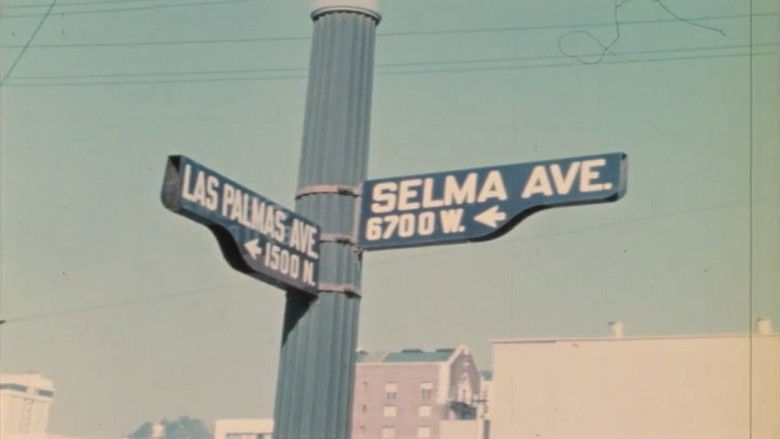 LAS PALMAS AVE.
← 1500 N.
SELMA AVE.
6700 W. ←